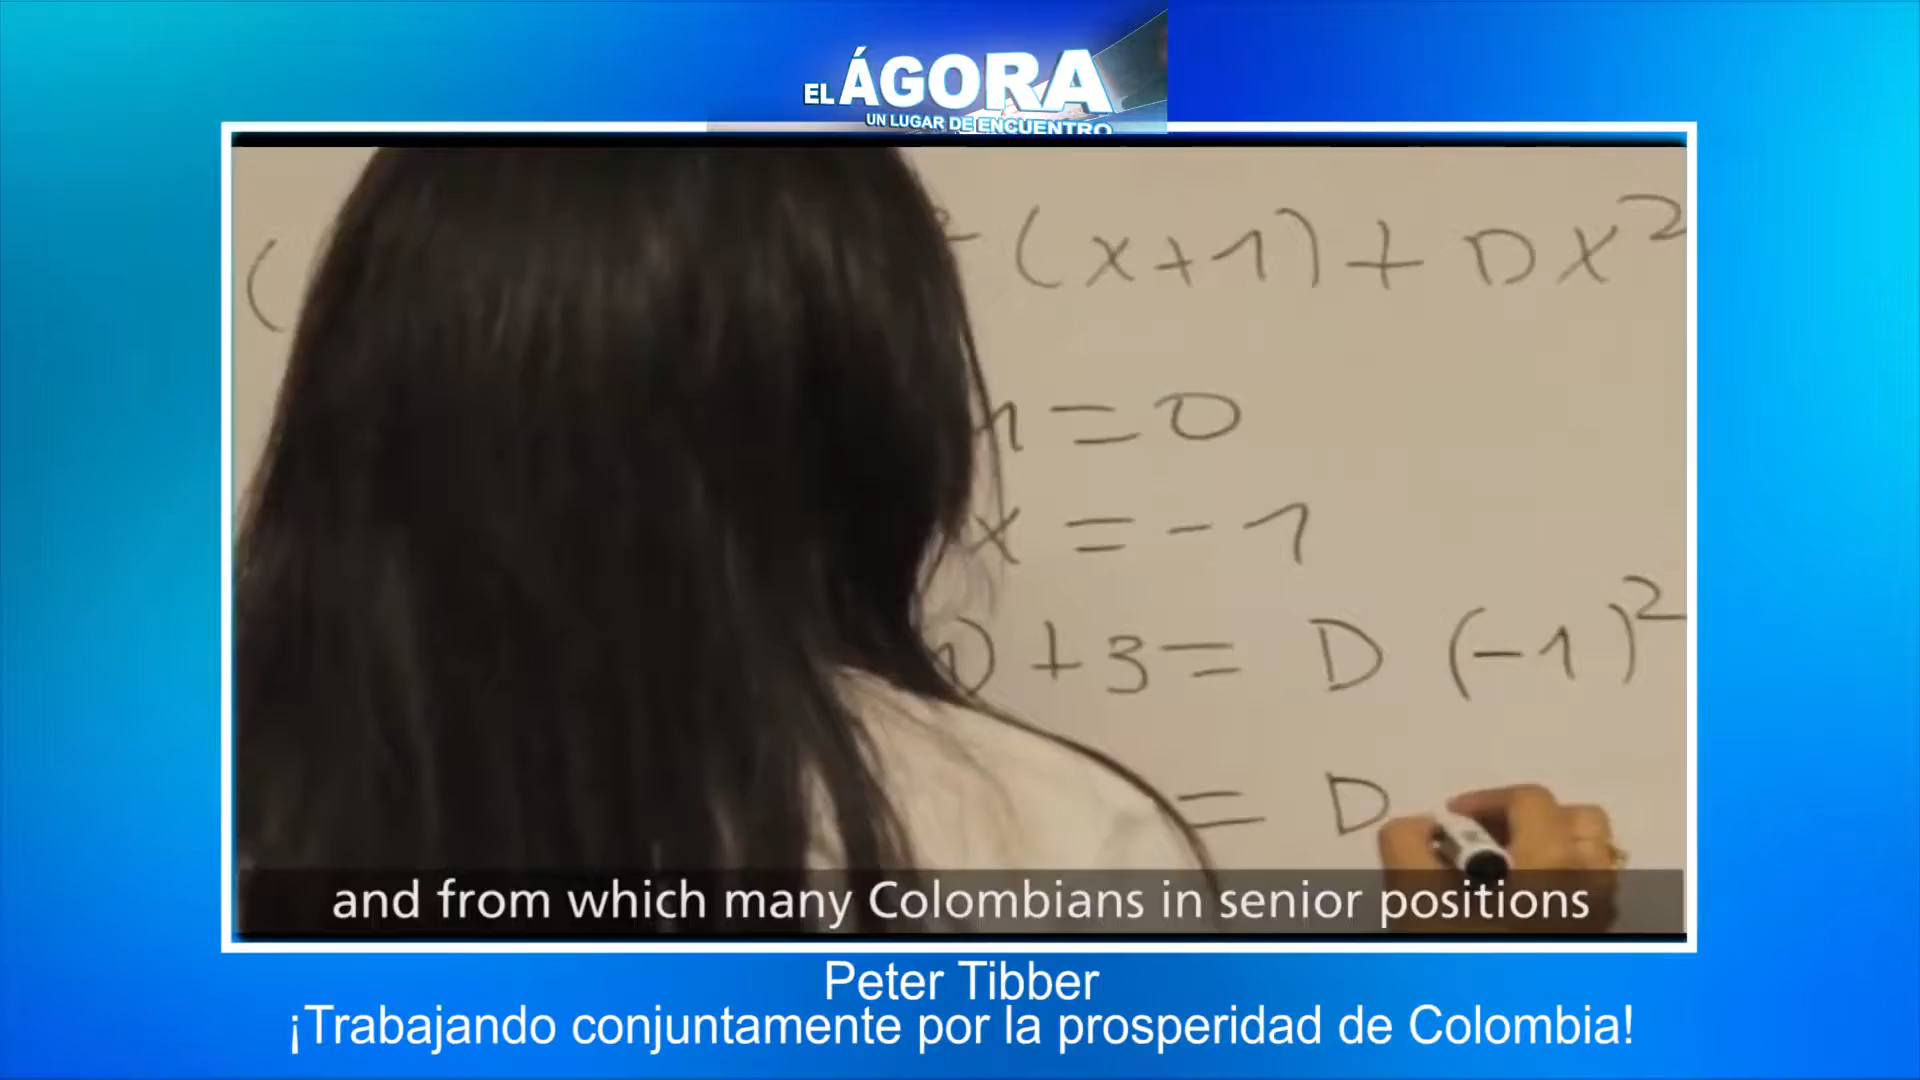 EL ÁGORA
UN LUGAR DE ENCUENTRO
( (x+1) + Dx²
= 0
x = -1
) + 3 = D (-1)²
= D
and from which many Colombians in senior positions
Peter Tibber
¡Trabajando conjuntamente por la prosperidad de Colombia!